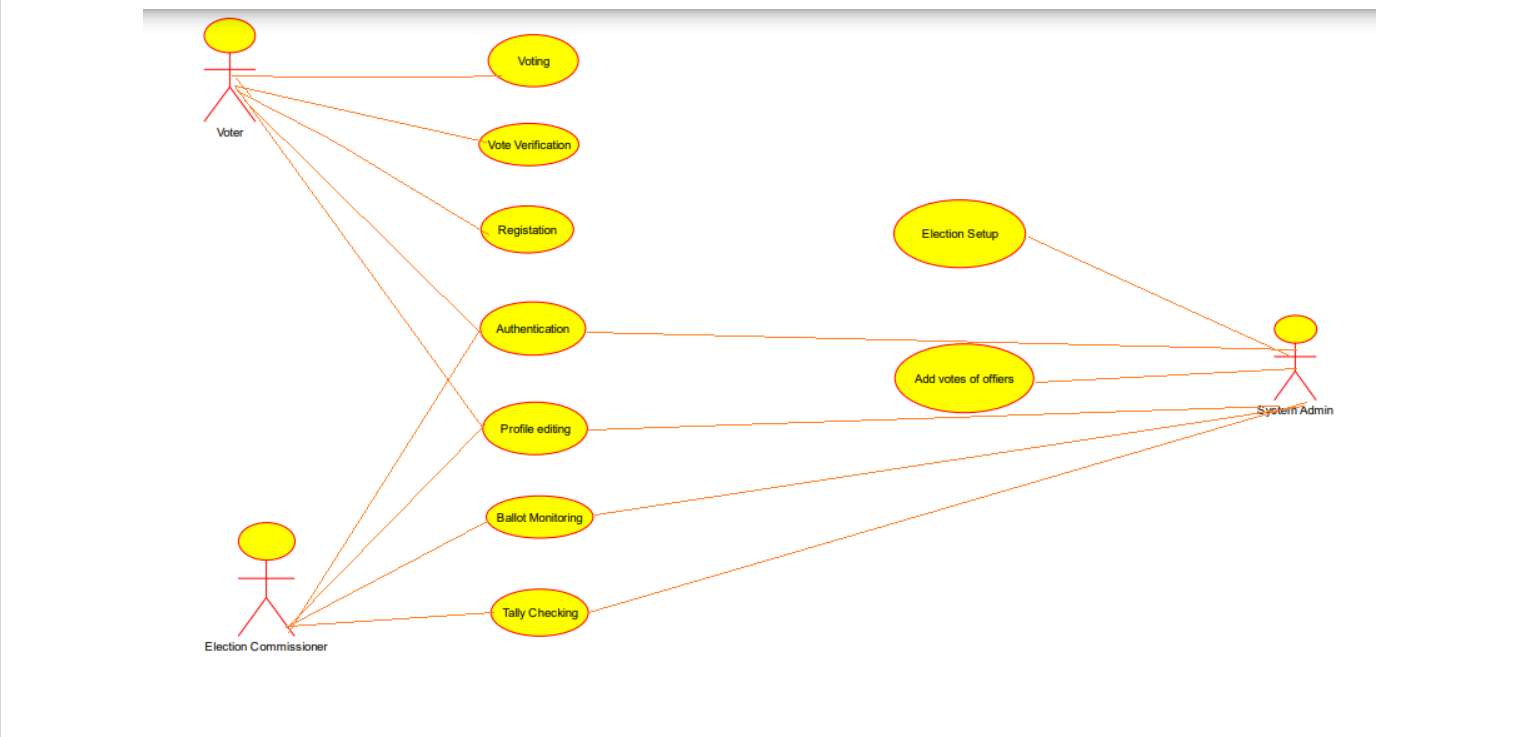 Voting
Voter
Vote Verification
Registation
Election Setup
Authentication
Add votes of offiers
System Admin
Profile editing
Ballot Monitoring
Tally Checking
Election Commissioner